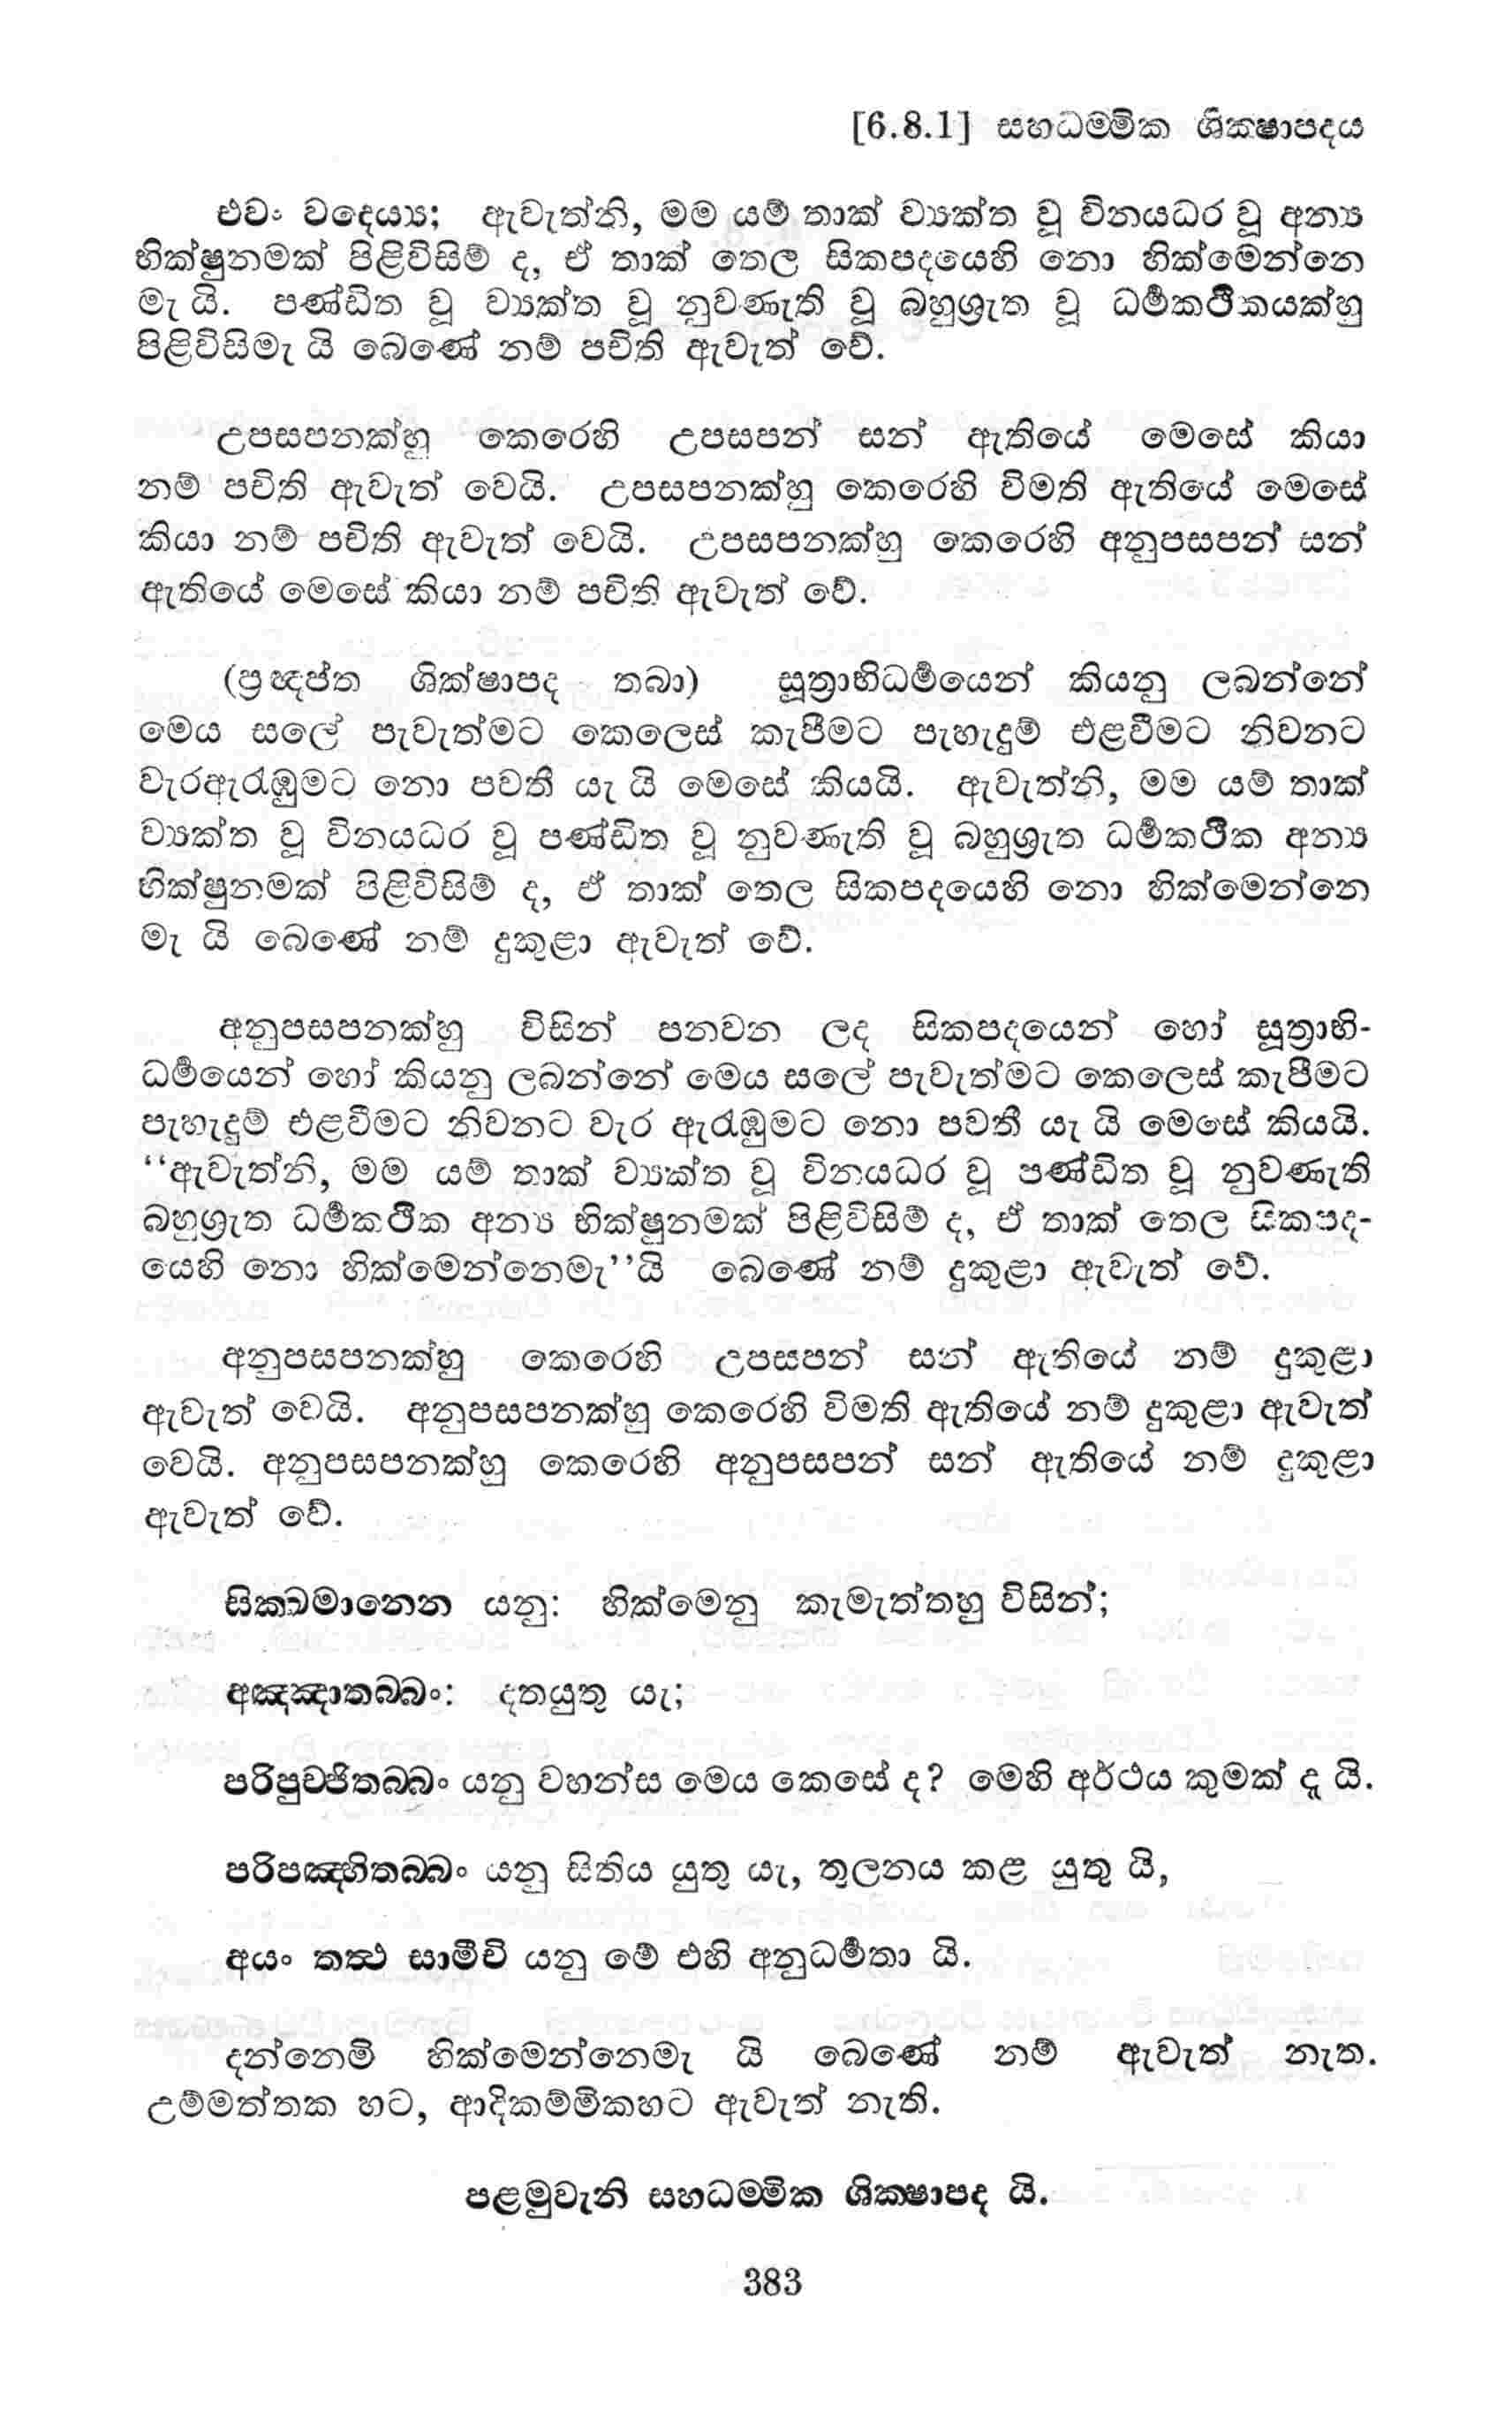 [6.8.1] සහධම්මික ශික්ෂාපදය
එවං වදෙය්‍ය; ඇවැත්නි, මම යම් තාක් ව්‍යක්ත වූ විනයධර වූ අන්‍ය
භික්ෂුනමක් පිළිවිසිම් ද, ඒ තාක් තෙල සිකපදයෙහි නො හික්මෙන්නෙ
මැ යි. පණ්ඩිත වූ ව්‍යක්ත වූ නුවණැති වූ බහුශ්‍රැත වූ ධර්‍මකථිකයක්හු
පිළිවිසිමැ යි බෙණේ නම් පචිති ඇවැත් වේ.
උපසපනක්හු කෙරෙහි උපසපන් සන් ඇතියේ මෙසේ කියා
නම් පචිති ඇවැත් වෙයි. උපසපනක්හු කෙරෙහි විමති ඇතියේ මෙසේ
කියා නම් පචිති ඇවැත් වෙයි. උපසපනක්හු කෙරෙහි අනුපසපන් සන්
ඇතියේ මෙසේ කියා නම් පචිති ඇවැත් වේ.
(ප්‍රඥප්ත ශික්ෂාපද තබා) සූත්‍රාභිධර්‍මයෙන් කියනු ලබන්නේ
මෙය සලේ පැවැත්මට කෙලෙස් කැපීමට පැහැදුම් එළවීමට නිවනට
වැරඇරැඹුමට නො පවතී යැ යි මෙසේ කියයි. ඇවැත්නි, මම යම් තාක්
ව්‍යක්ත වූ විනයධර වූ පණ්ඩිත වූ නුවණැති වූ බහුශ්‍රැත ධර්‍මකථික අන්‍ය
භික්ෂුනමක් පිළිවිසිම් ද, ඒ තාක් තෙල සිකපදයෙහි නො හික්මෙන්නෙ
මැ යි බෙණේ නම් දුකුළා ඇවැත් වේ.
අනුපසපනක්හු විසින් පනවන ලද සිකපදයෙන් හෝ සූත්‍රාභි-
ධර්‍මයෙන් හෝ කියනු ලබන්නේ මෙය සලේ පැවැත්මට කෙලෙස් කැපීමට
පැහැදුම් එළවීමට නිවනට වැර ඇරැඹුමට නො පවතී යැ යි මෙසේ කියයි.
“ඇවැත්නි, මම යම් තාක් ව්‍යක්ත වූ විනයධර වූ පණ්ඩිත වූ නුවණැති
බහුශ්‍රැත ධර්‍මකථික අන්‍ය භික්ෂුනමක් පිළිවිසිම් ද, ඒ තාක් තෙල සිකපද-
යෙහි නො හික්මෙන්නෙමැ”යි බෙණේ නම් දුකුළා ඇවැත් වේ.
අනුපසපනක්හු කෙරෙහි උපසපන් සන් ඇතියේ නම් දුකුළා
ඇවැත් වෙයි. අනුපසපනක්හු කෙරෙහි විමති ඇතියේ නම් දුකුළා ඇවැත්
වෙයි. අනුපසපනක්හු කෙරෙහි අනුපසපන් සන් ඇතියේ නම් දුකුළා
ඇවැත් වේ.
සික්ඛමානෙන යනු: හික්මෙනු කැමැත්තහු විසින්;
අඤ්ඤාතබ්බං: දතයුතු යැ;
පරිපුච්ඡිතබ්බං යනු වහන්ස මෙය කෙසේ ද? මෙහි අර්ථය කුමක් දැ යි.
පරිපඤ්හිතබ්බං යනු සිතිය යුතු යැ, තුලනය කළ යුතු යි,
අයං තත්‍ථ සාමීචි යනු මේ එහි අනුධර්‍මතා යි.
දන්නෙමි හික්මෙන්නෙමැ යි බෙණේ නම් ඇවැත් නැත.
උම්මත්තක හට, ආදිකම්මිකහට ඇවැත් නැති.
පළමුවැනි සහධම්මික ශික්ෂාපද යි.
383